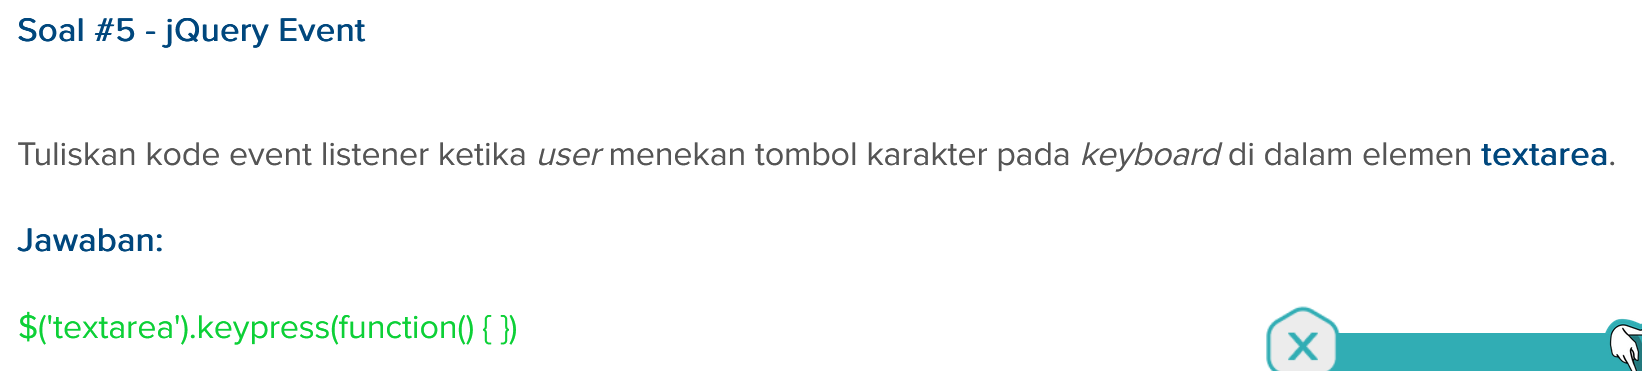 Soal #5 - jQuery Event
Tuliskan kode event listener ketika user menekan tombol karakter pada keyboard di dalam elemen textarea.
Jawaban:
$('textarea').keypress(function() { })
X